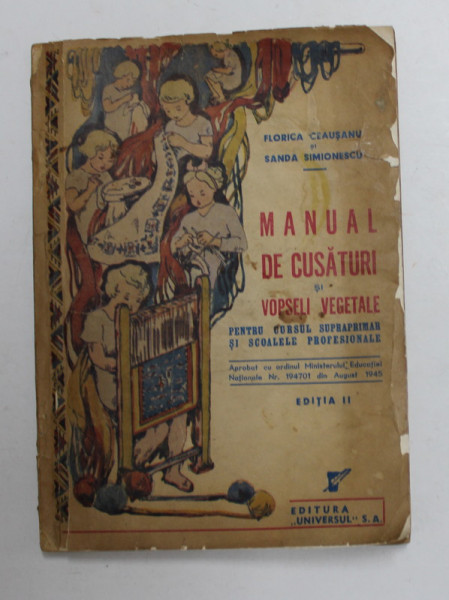 FLORICA CEAUȘANU
și
SANDA SIMIONESCU
MANUAL
DE CUSĂTURI
ȘI
VOPSELI VEGETALE
PENTRU CURSUL SUPRAPRIMAR
ȘI SCOALELE PROFESIONALE
Aprobat cu ordinul Ministerului Educației
Naționale Nr. 194701 din August 1945
EDIȚIA II
EDITURA
„UNIVERSUL" S. A